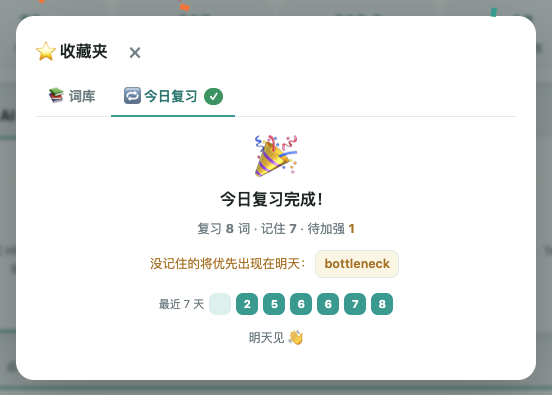 ⭐ 收藏夹 ×
📚 词库 🔁 今日复习 ✓
今日复习完成！
复习 8 词 · 记住 7 · 待加强 1
没记住的将优先出现在明天： bottleneck
最近 7 天 2 5 6 6 7 8
明天见 👋